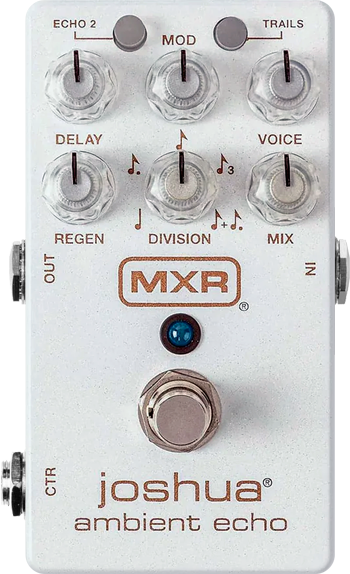 ECHO 2
TRAILS
MOD
DELAY
VOICE
3
REGEN
DIVISION
+
MIX
OUT
IN
MXR®
CTR
joshua®
ambient echo